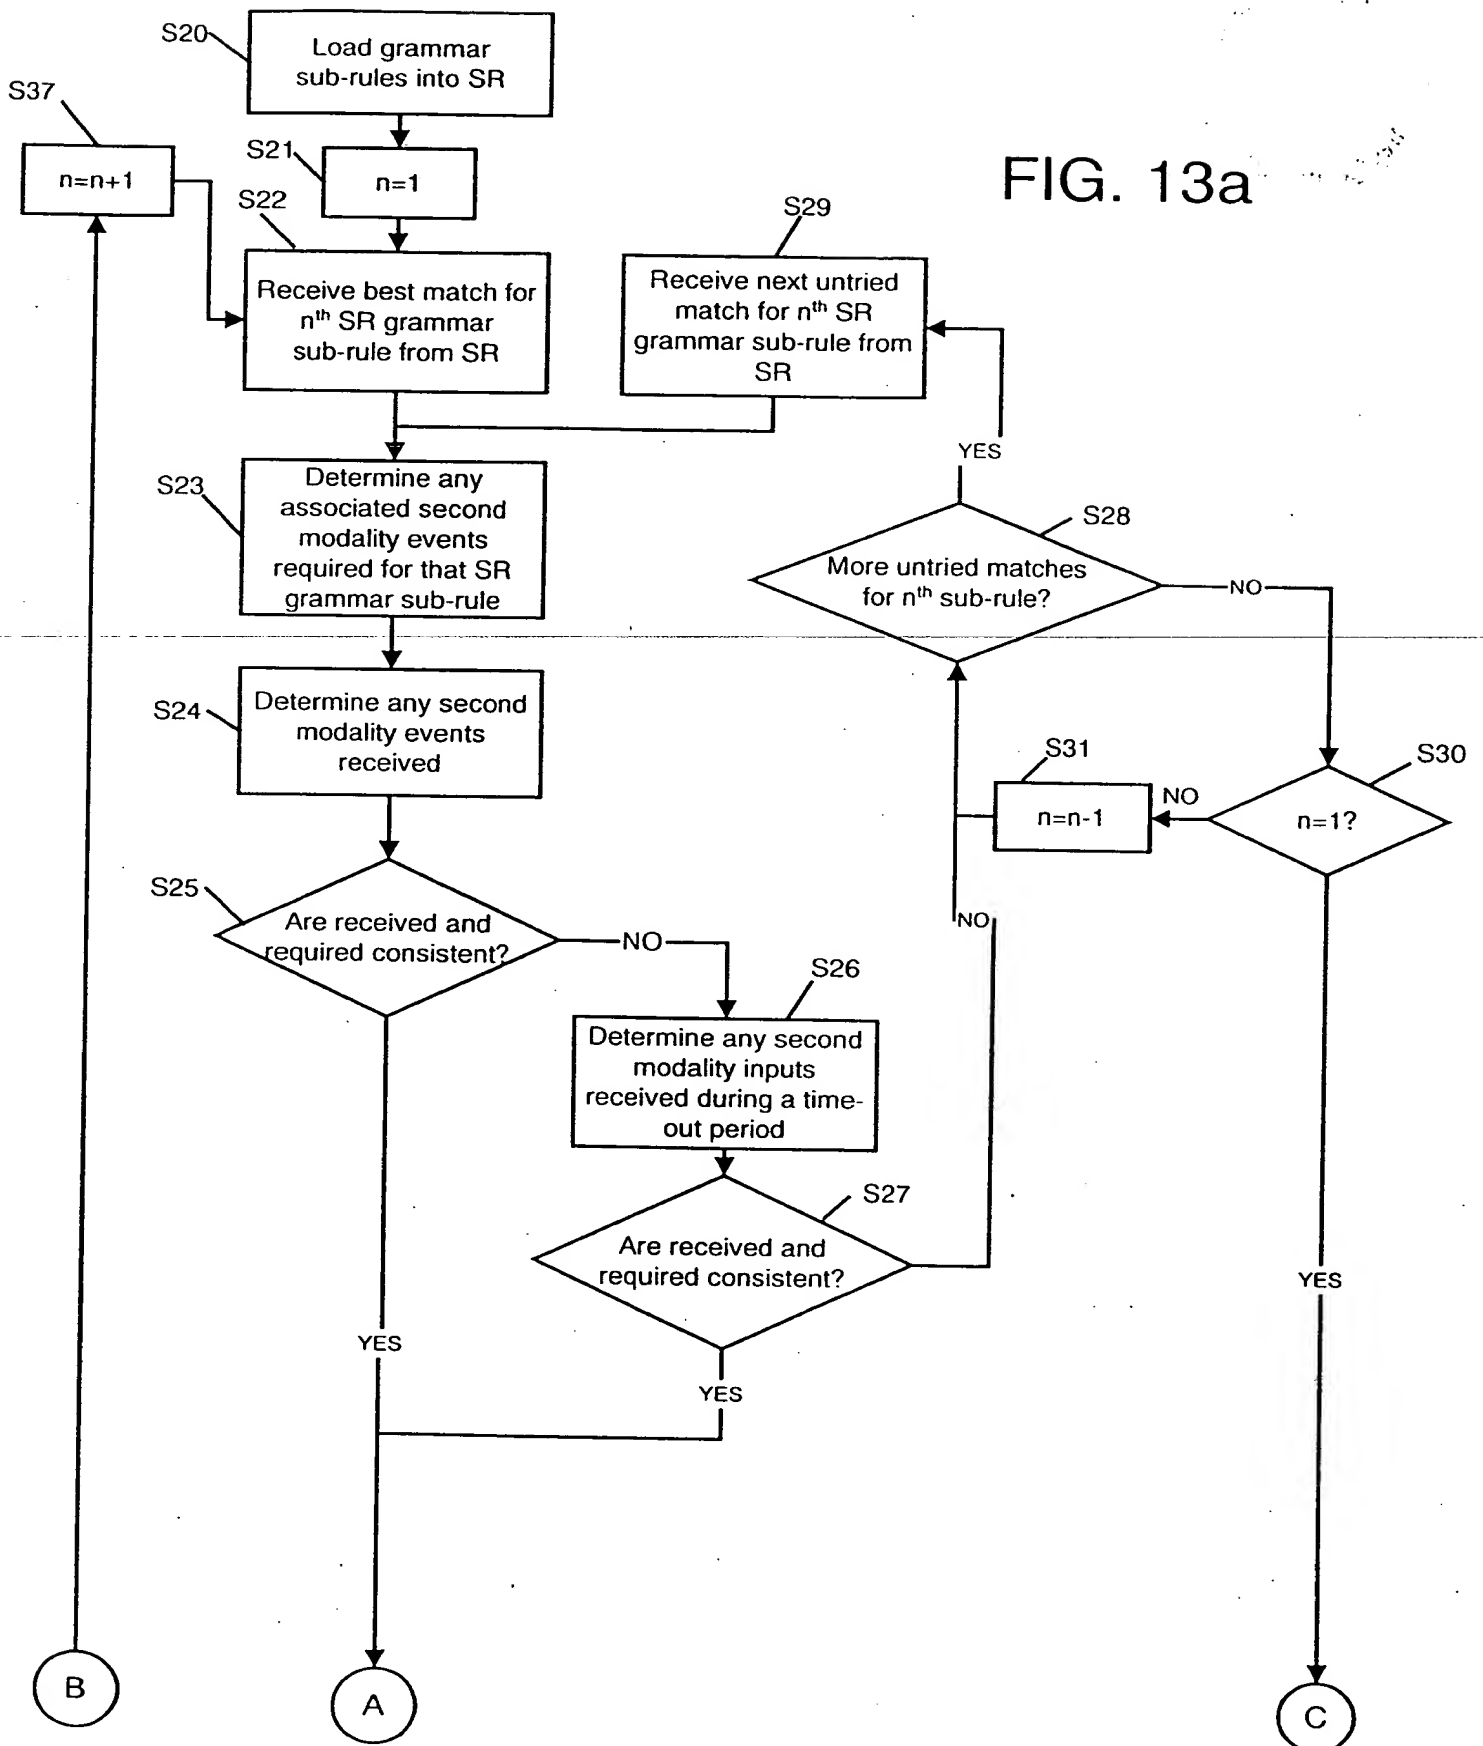 S20
Load grammar
sub-rules into SR
S37
n=n+1
S21
n=1
FIG. 13a
S22
Receive best match for
nth SR grammar
sub-rule from SR
S29
Receive next untried
match for nth SR
grammar sub-rule from
SR
YES
S23
Determine any
associated second
modality events
required for that SR
grammar sub-rule
S28
More untried matches
for nth sub-rule?
NO
S24
Determine any second
modality events
received
S31
n=n-1
NO
S30
n=1?
S25
Are received and
required consistent?
NO
NO
S26
Determine any second
modality inputs
received during a time-
out period
S27
Are received and
required consistent?
YES
YES
YES
B
A
C